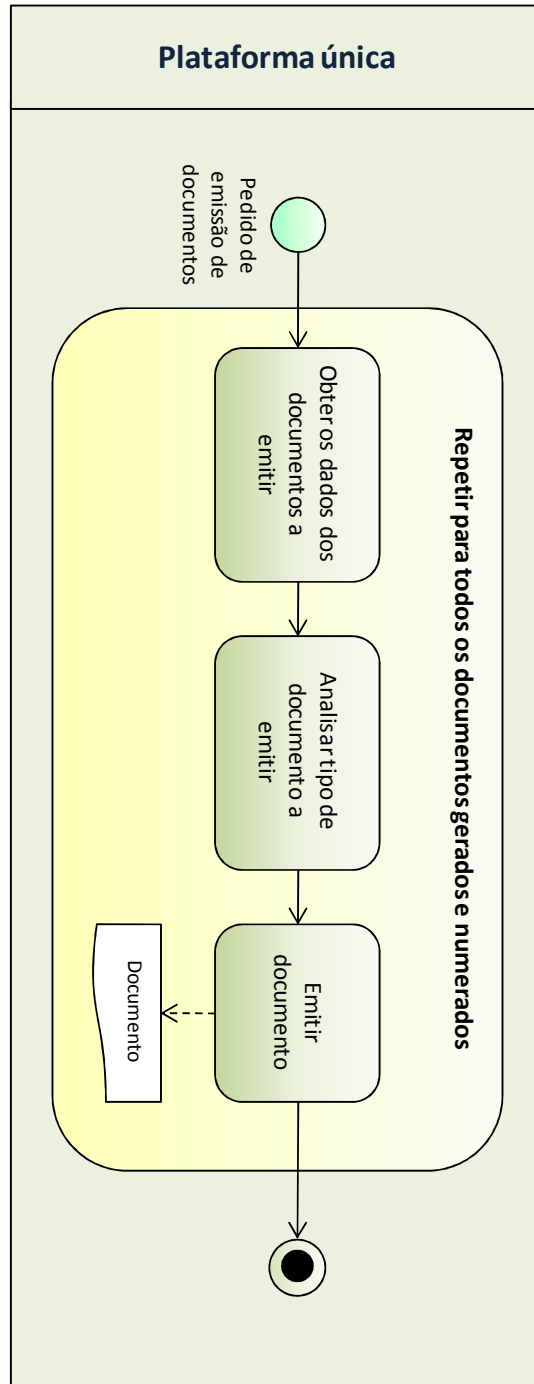 Plataforma única
Pedido de
emissão de
documentos
Repetir para todos os documentos gerados e numerados
Obter os dados dos
documentos a
emitir
Analisar tipo de
documento a
emitir
Emitir
documento
Documento